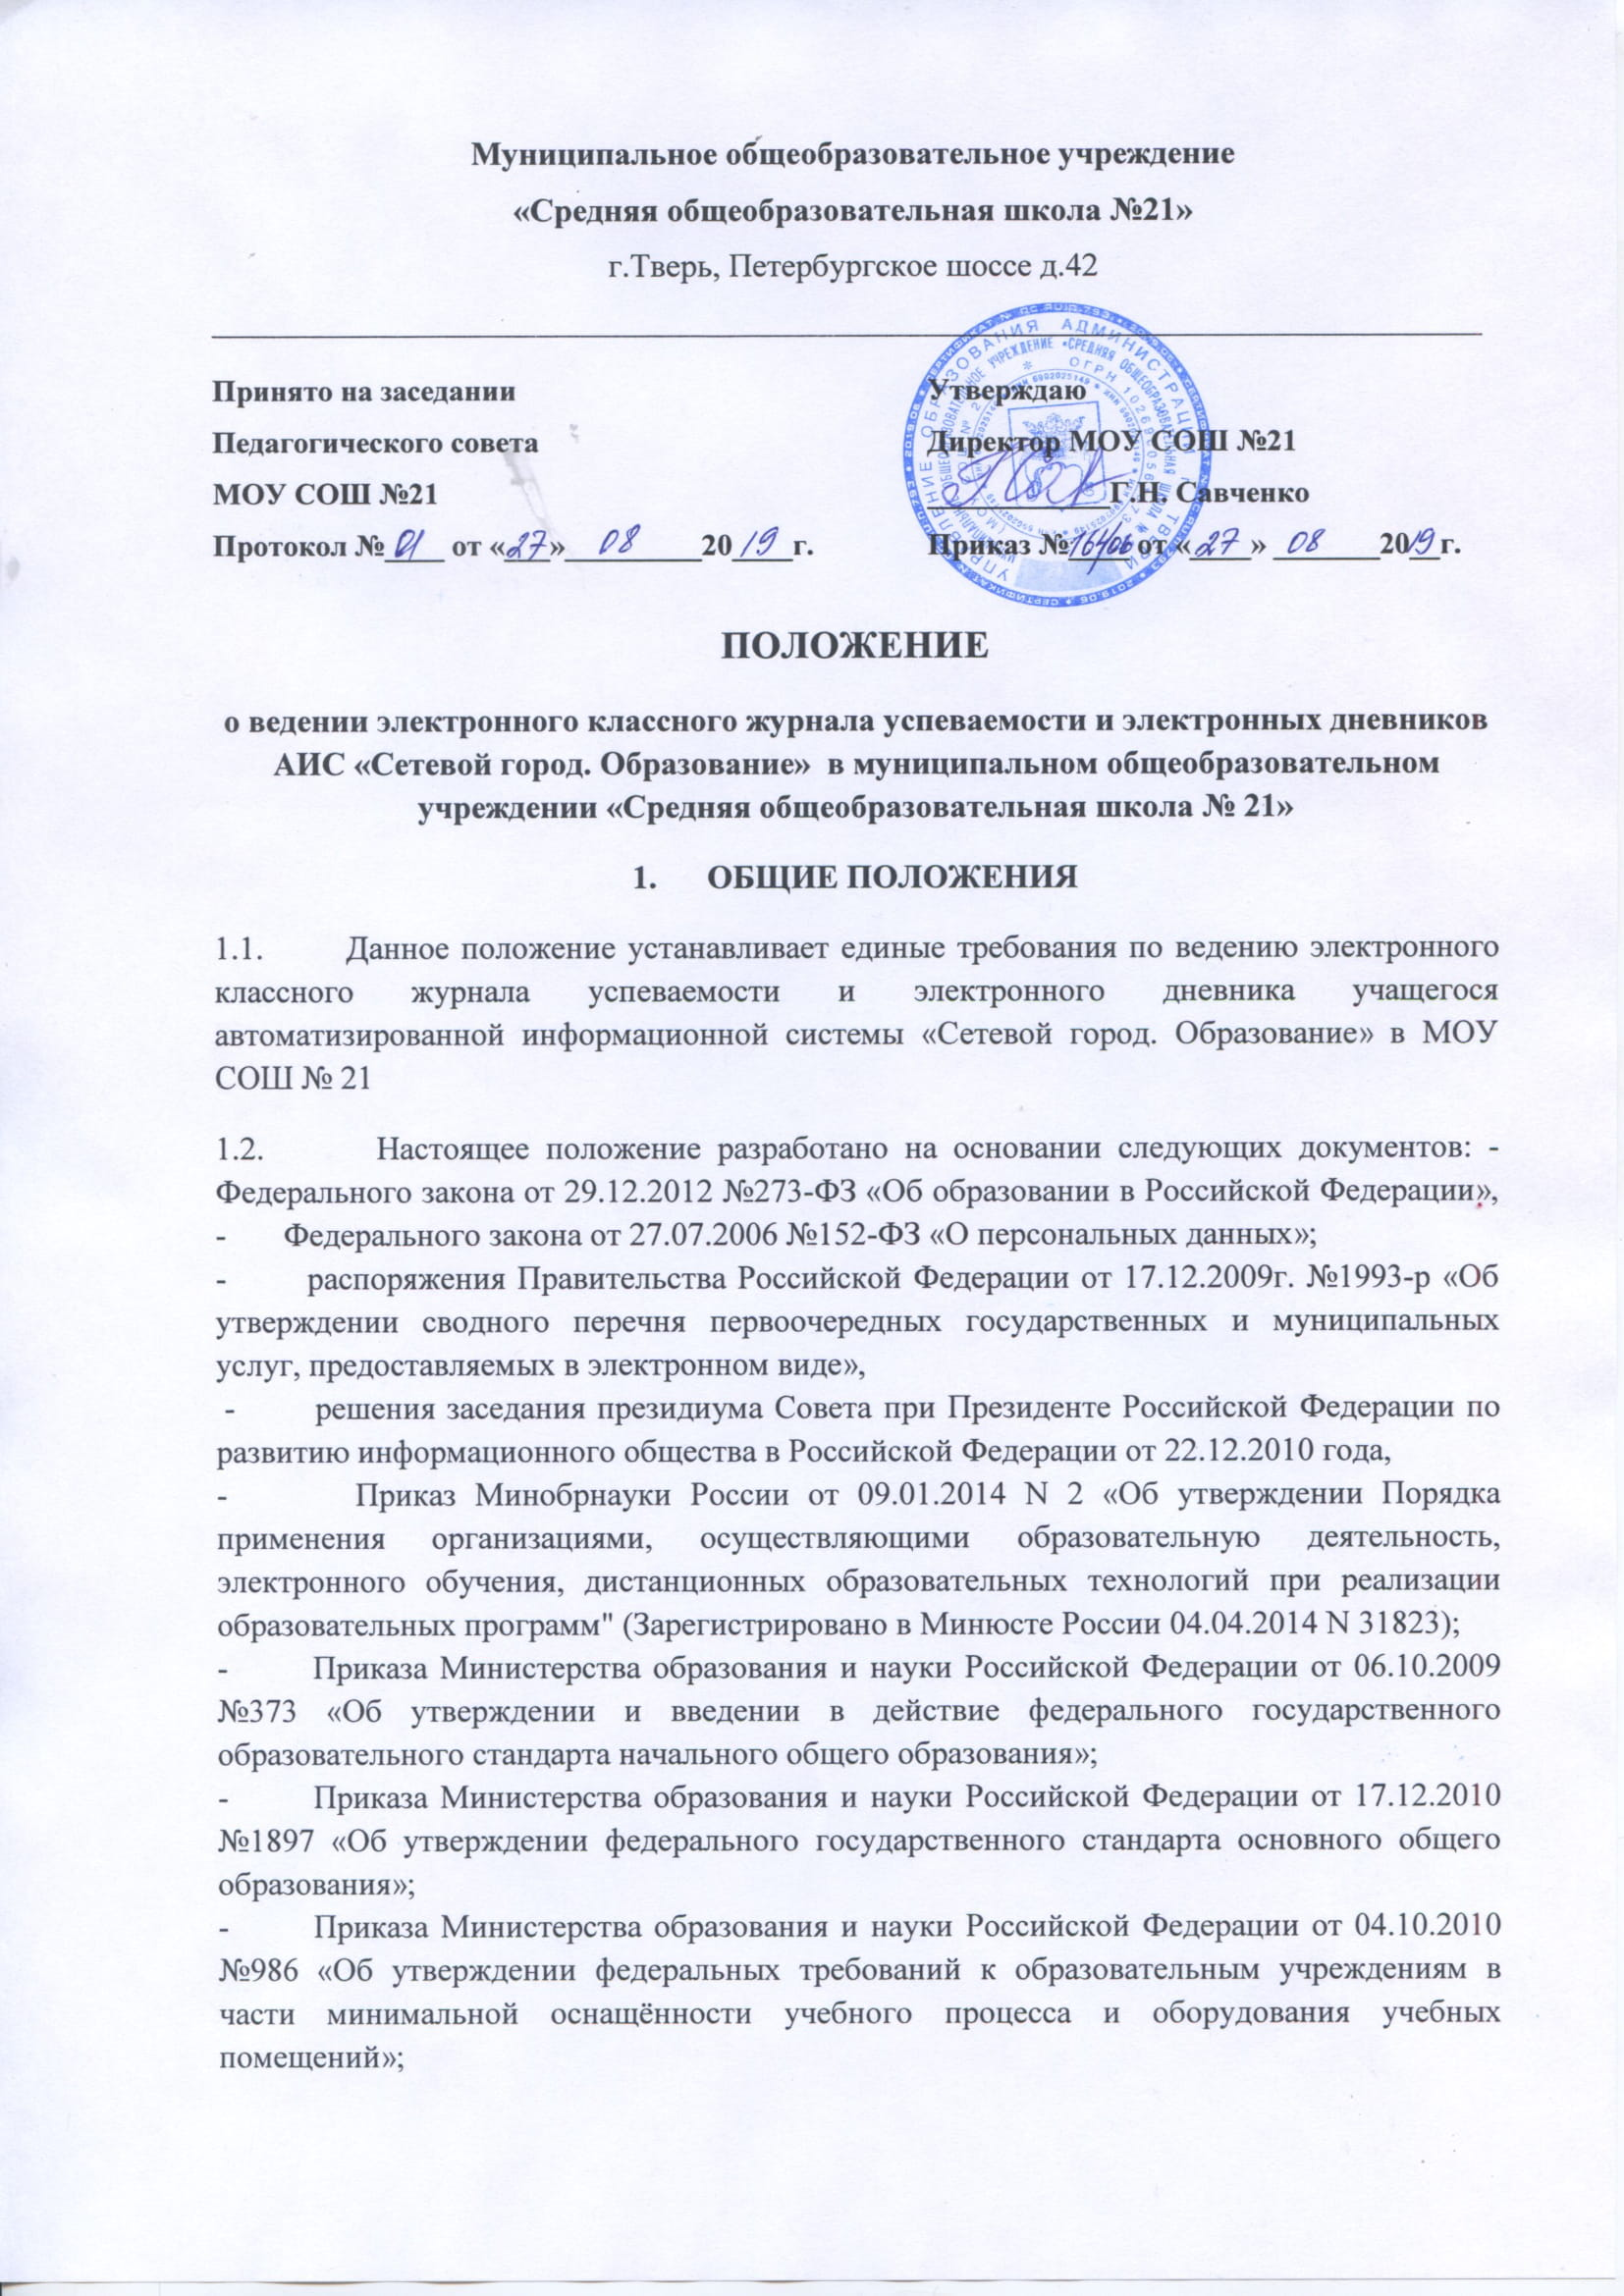 Муниципальное общеобразовательное учреждение
«Средняя общеобразовательная школа №21»
г.Тверь, Петербургское шоссе д.42
Принято на заседании
Педагогического совета
МОУ СОШ №21
Протокол № 01 от «27» 08 2019 г.
Утверждаю
Директор МОУ СОШ №21
Г.Н. Савченко
Приказ № от «27» 08 2019 г.
ПОЛОЖЕНИЕ
о ведении электронного классного журнала успеваемости и электронных дневников
АИС «Сетевой город. Образование» в муниципальном общеобразовательном
учреждении «Средняя общеобразовательная школа № 21»
1. ОБЩИЕ ПОЛОЖЕНИЯ
1.1. Данное положение устанавливает единые требования по ведению электронного
классного журнала успеваемости и электронного дневника учащегося
автоматизированной информационной системы «Сетевой город. Образование» в МОУ
СОШ № 21
1.2. Настоящее положение разработано на основании следующих документов: -
Федерального закона от 29.12.2012 №273-ФЗ «Об образовании в Российской Федерации»,
- Федерального закона от 27.07.2006 №152-ФЗ «О персональных данных»;
- распоряжения Правительства Российской Федерации от 17.12.2009г. №1993-р «Об
утверждении сводного перечня первоочередных государственных и муниципальных
услуг, предоставляемых в электронном виде»,
- решения заседания президиума Совета при Президенте Российской Федерации по
развитию информационного общества в Российской Федерации от 22.12.2010 года,
- Приказ Минобрнауки России от 09.01.2014 N 2 «Об утверждении Порядка
применения организациями, осуществляющими образовательную деятельность,
электронного обучения, дистанционных образовательных технологий при реализации
образовательных программ" (Зарегистрировано в Минюсте России 04.04.2014 N 31823);
- Приказа Министерства образования и науки Российской Федерации от 06.10.2009
№373 «Об утверждении и введении в действие федерального государственного
образовательного стандарта начального общего образования»;
- Приказа Министерства образования и науки Российской Федерации от 17.12.2010
№1897 «Об утверждении федерального государственного стандарта основного общего
образования»;
- Приказа Министерства образования и науки Российской Федерации от 04.10.2010
№986 «Об утверждении федеральных требований к образовательным учреждениям в
части минимальной оснащённости учебного процесса и оборудования учебных
помещений»;